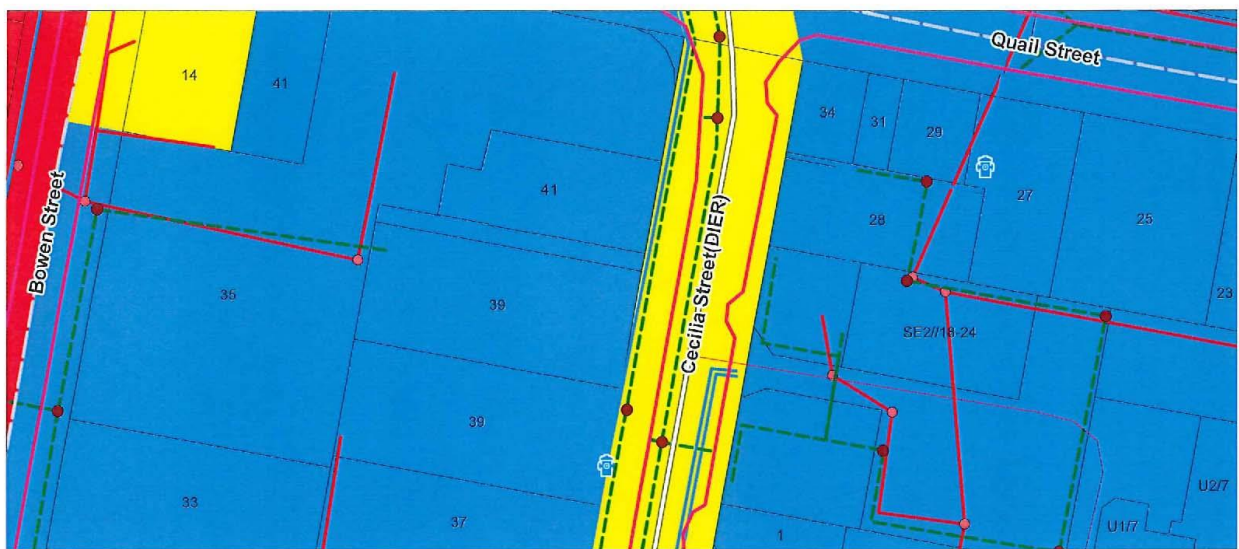 Quail Street
14
41
34
31
29
27
25
41
Bowen Street
28
Cecilia Street(DIER)
35
39
23
SE2//18-24
39
U2/7
33
37
1
U1/7